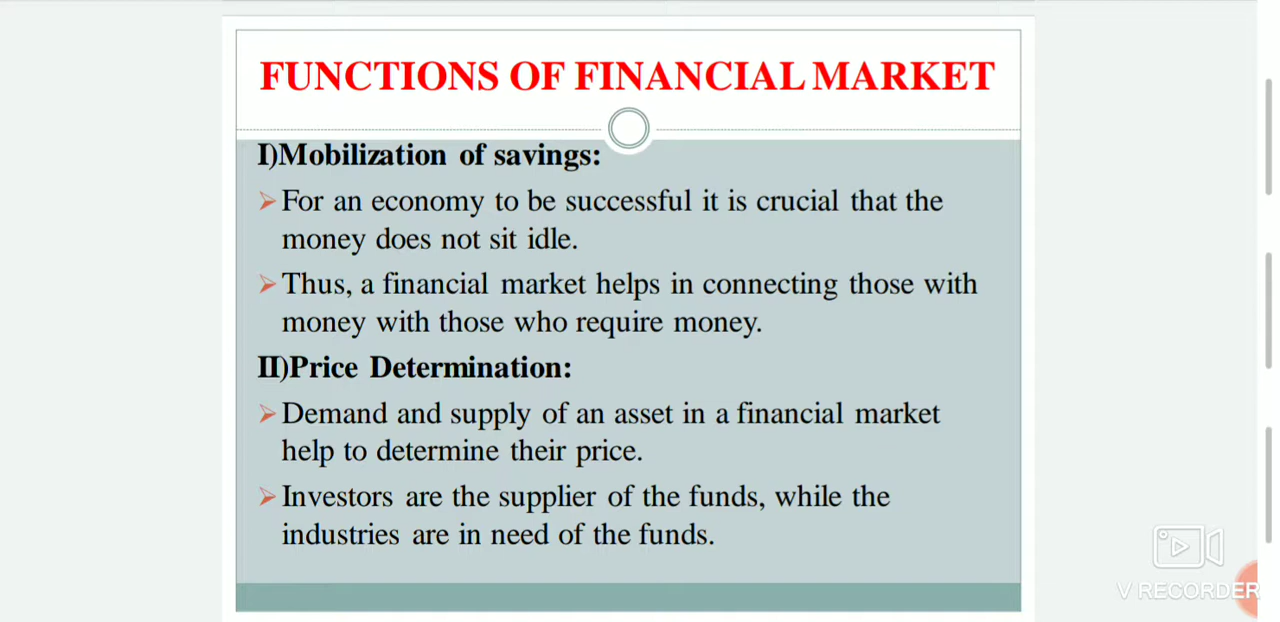 FUNCTIONS OF FINANCIAL MARKET
I)Mobilization of savings:
➢For an economy to be successful it is crucial that the
money does not sit idle.
➢Thus, a financial market helps in connecting those with
money with those who require money.
II)Price Determination:
➢Demand and supply of an asset in a financial market
help to determine their price.
➢Investors are the supplier of the funds, while the
industries are in need of the funds.
V RECORDER